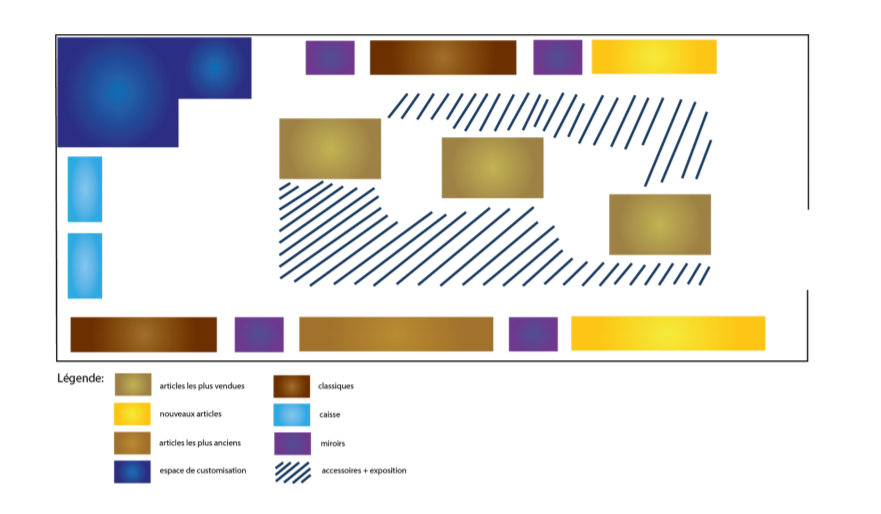 Légende:
articles les plus vendues
classiques
nouveaux articles
caisse
articles les plus anciens
miroirs
espace de customisation
accessoires + exposition